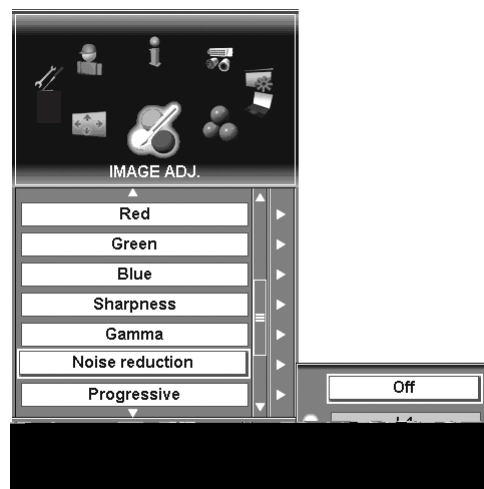 IMAGE ADJ.
Red
Green
Blue
Sharpness
Gamma
Noise reduction
Off
Progressive